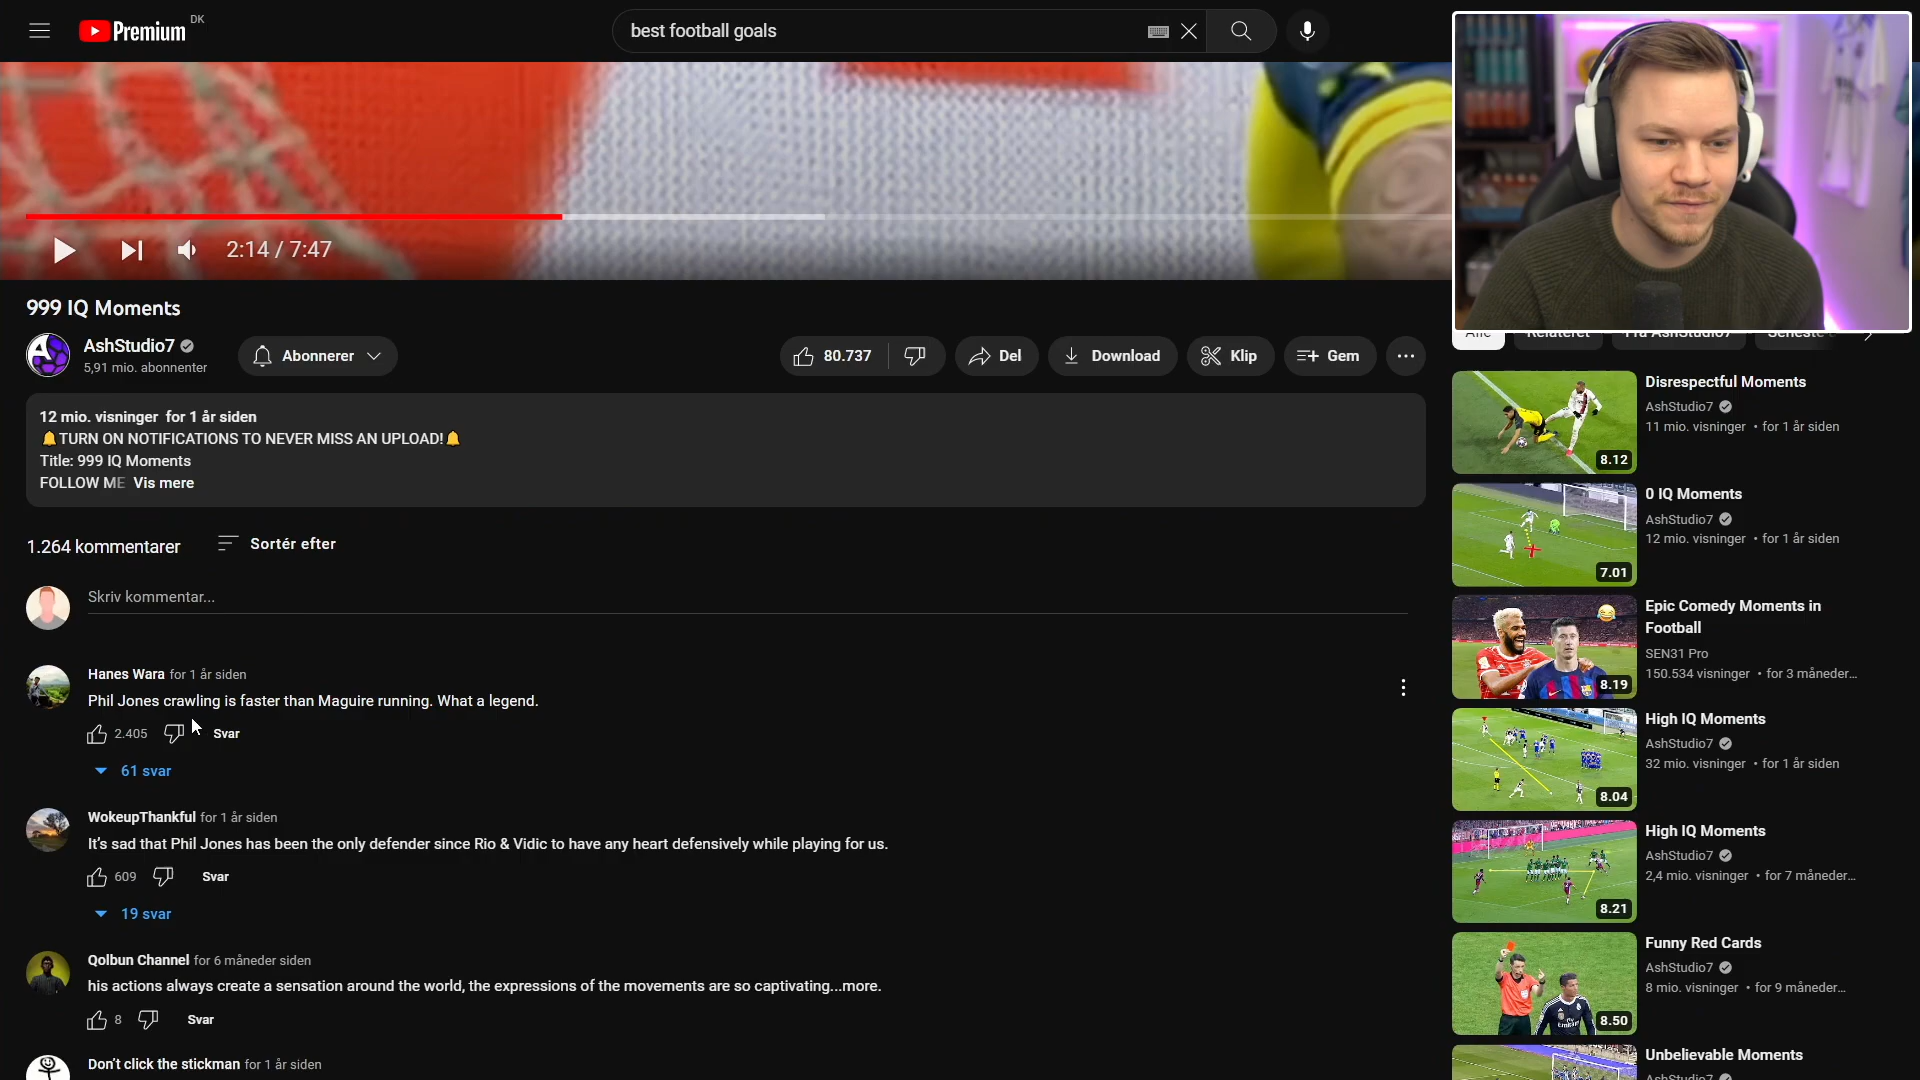 Premium
DK
best football goals
2:14 / 7:47
999 IQ Moments
AshStudio7
5,91 mio. abonnenter
Abonnerer
80.737
Del
Download
Klip
Gem
12 mio. visninger for 1 år siden
TURN ON NOTIFICATIONS TO NEVER MISS AN UPLOAD!
Title: 999 IQ Moments
FOLLOW ME Vis mere
1.264 kommentarer
Sortér efter
Skriv kommentar...
Hanes Wara for 1 år siden
Phil Jones crawling is faster than Maguire running. What a legend.
2.405
Svar
61 svar
WokeupThankful for 1 år siden
It's sad that Phil Jones has been the only defender since Rio & Vidic to have any heart defensively while playing for us.
609
Svar
19 svar
Qolbun Channel for 6 måneder siden
his actions always create a sensation around the world, the expressions of the movements are so captivating...more.
8
Svar
Don't click the stickman for 1 år siden
Alle
Relateret
Fra AshStudio7
8.12
Disrespectful Moments
AshStudio7
11 mio. visninger • for 1 år siden
7.01
0 IQ Moments
AshStudio7
12 mio. visninger • for 1 år siden
8.19
Epic Comedy Moments in
Football
SEN31 Pro
150.534 visninger • for 3 måneder...
8.04
High IQ Moments
AshStudio7
32 mio. visninger • for 1 år siden
8.21
High IQ Moments
AshStudio7
2,4 mio. visninger • for 7 måneder...
8.50
Funny Red Cards
AshStudio7
8 mio. visninger • for 9 måneder...
Unbelievable Moments
AshStudio7